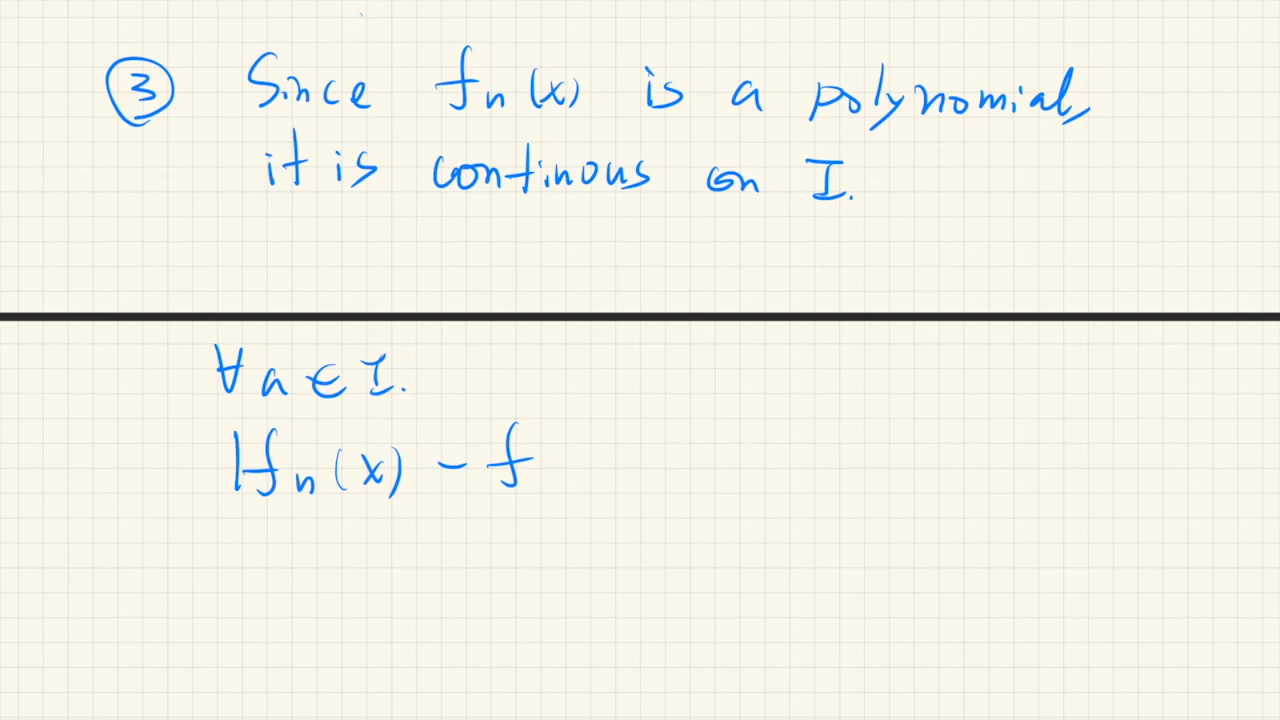 ③ Since fₙ(x) is a polynomial,
it is continous on I.
∀a∈I.
|fₙ(x) - f